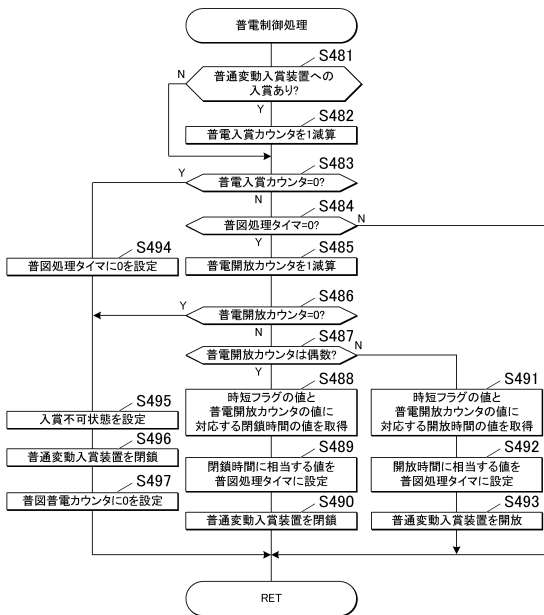 普電制御処理
S481
N
普通変動入賞装置への
入賞あり?
Y
S482
普電入賞カウンタを1減算
S483
Y
普電入賞カウンタ=0?
N
S484
普図処理タイマ=0?
N
S494
Y
S485
普図処理タイマに0を設定
普電開放カウンタを1減算
S486
Y
普電開放カウンタ=0?
N
S487
普電開放カウンタは偶数?
N
Y
S488
時短フラグの値と
普電開放カウンタの値に
対応する閉鎖時間の値を取得
S491
時短フラグの値と
普電開放カウンタの値に
対応する開放時間の値を取得
S495
入賞不可状態を設定
S496
普通変動入賞装置を閉鎖
S489
閉鎖時間に相当する値を
普図処理タイマに設定
S492
開放時間に相当する値を
普図処理タイマに設定
S497
普図普電カウンタに0を設定
S490
普通変動入賞装置を閉鎖
S493
普通変動入賞装置を開放
RET